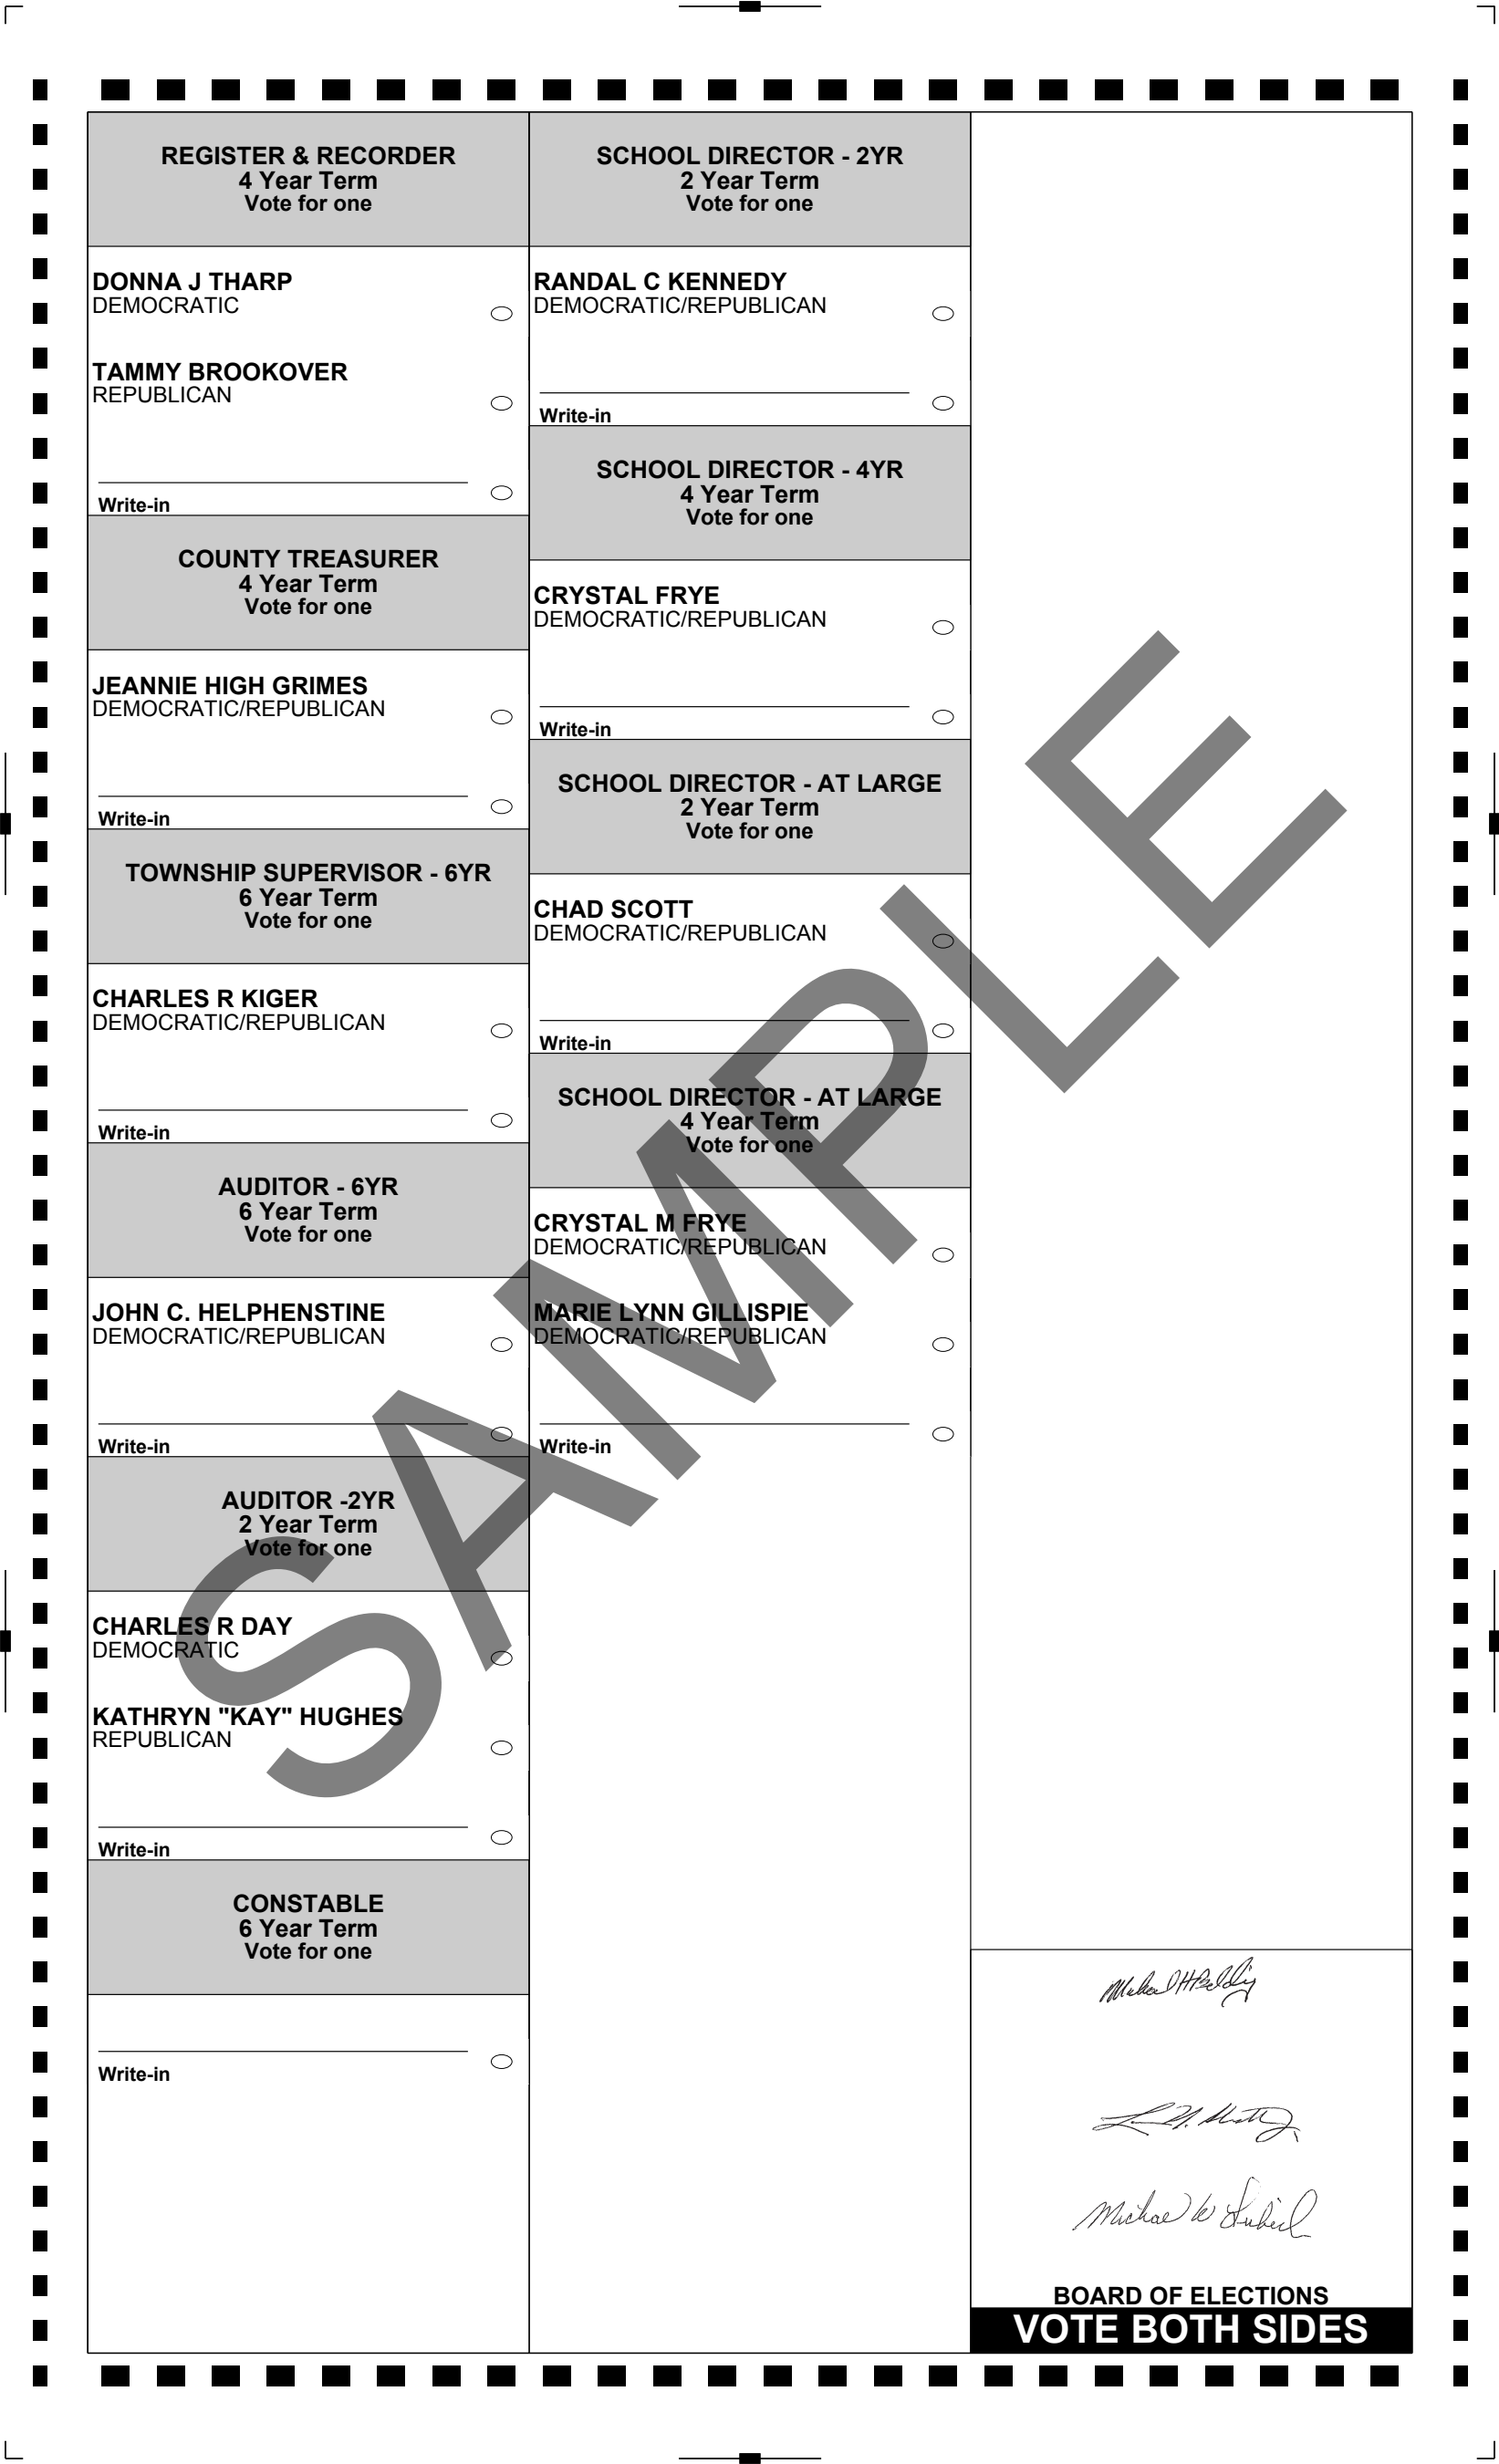 REGISTER & RECORDER
4 Year Term
Vote for one
DONNA J THARP
DEMOCRATIC
TAMMY BROOKOVER
REPUBLICAN
Write-in
COUNTY TREASURER
4 Year Term
Vote for one
JEANNIE HIGH GRIMES
DEMOCRATIC/REPUBLICAN
Write-in
TOWNSHIP SUPERVISOR - 6YR
6 Year Term
Vote for one
CHARLES R KIGER
DEMOCRATIC/REPUBLICAN
Write-in
AUDITOR - 6YR
6 Year Term
Vote for one
JOHN C. HELPHENSTINE
DEMOCRATIC/REPUBLICAN
Write-in
AUDITOR -2YR
2 Year Term
Vote for one
CHARLES R DAY
DEMOCRATIC
KATHRYN "KAY" HUGHES
REPUBLICAN
Write-in
CONSTABLE
6 Year Term
Vote for one
Write-in
SCHOOL DIRECTOR - 2YR
2 Year Term
Vote for one
RANDAL C KENNEDY
DEMOCRATIC/REPUBLICAN
Write-in
SCHOOL DIRECTOR - 4YR
4 Year Term
Vote for one
CRYSTAL FRYE
DEMOCRATIC/REPUBLICAN
Write-in
SCHOOL DIRECTOR - AT LARGE
2 Year Term
Vote for one
CHAD SCOTT
DEMOCRATIC/REPUBLICAN
Write-in
SCHOOL DIRECTOR - AT LARGE
4 Year Term
Vote for one
CRYSTAL M FRYE
DEMOCRATIC/REPUBLICAN
MARIE LYNN GILLISPIE
DEMOCRATIC/REPUBLICAN
Write-in
SAMPLE
BOARD OF ELECTIONS
VOTE BOTH SIDES